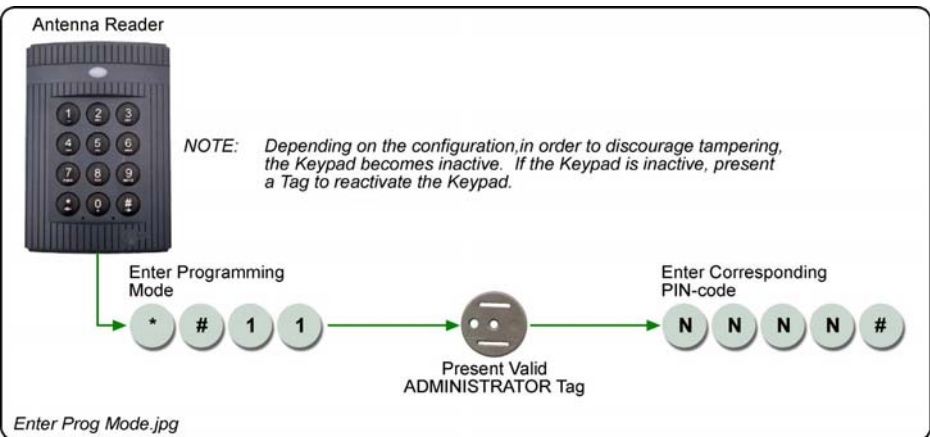 Antenna Reader
1 2 3
4 5 6
7 8 9
* 0 #
NOTE: Depending on the configuration,in order to discourage tampering,
the Keypad becomes inactive. If the Keypad is inactive, present
a Tag to reactivate the Keypad.
Enter Programming
Mode
* # 1 1
Present Valid
ADMINISTRATOR Tag
Enter Corresponding
PIN-code
N N N N #
Enter Prog Mode.jpg